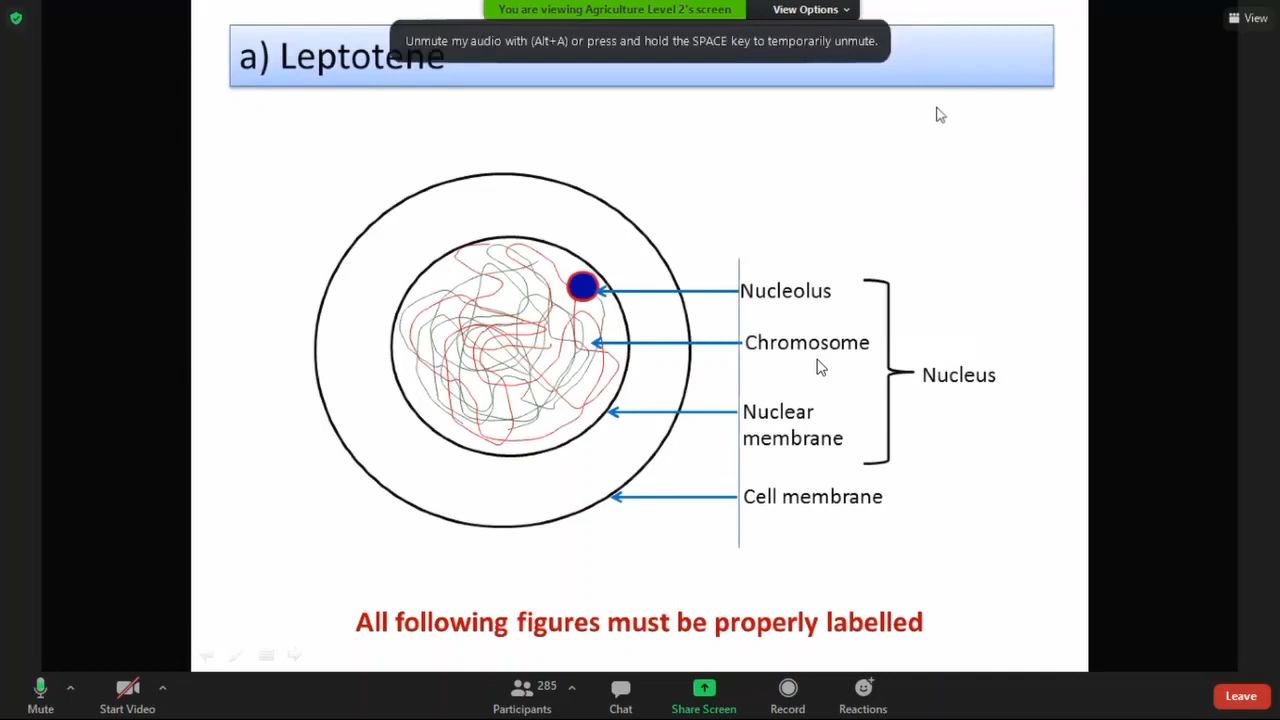 You are viewing Agriculture Level 2's screen
View Options
View
Unmute my audio with (Alt+A) or press and hold the SPACE key to temporarily unmute.
a) Leptotene
Nucleolus
Chromosome
Nucleus
Nuclear
membrane
Cell membrane
All following figures must be properly labelled
Mute
Start Video
Participants
285
Chat
Share Screen
Record
Reactions
Leave